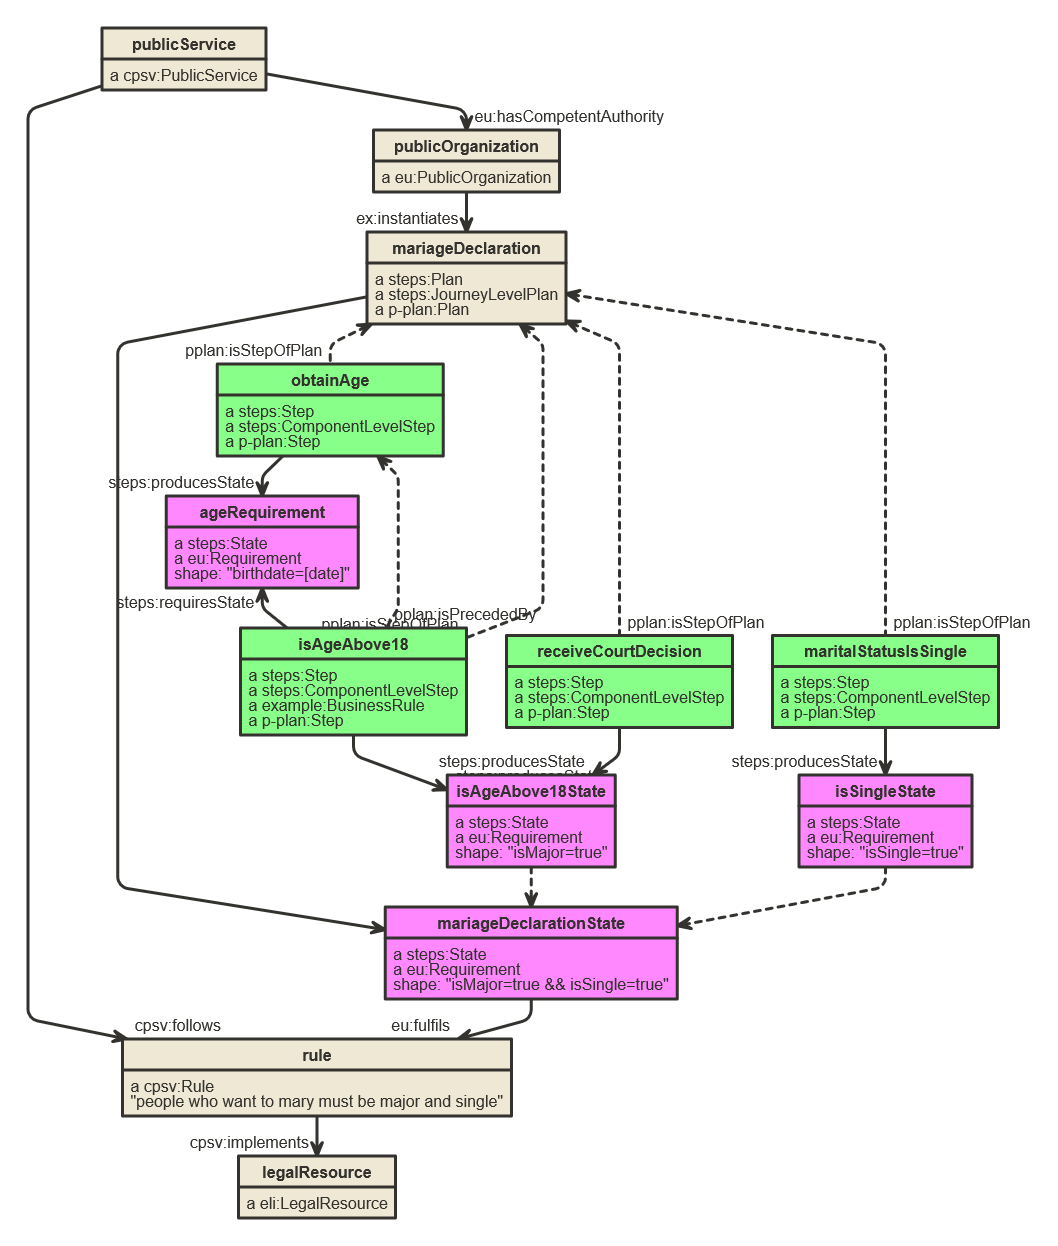 publicService
a cpsv:PublicService
eu:hasCompetentAuthority
publicOrganization
a eu:PublicOrganization
ex:instantiates
mariageDeclaration
a steps:Plan
a steps:JourneyLevelPlan
a p-plan:Plan
pplan:isStepOfPlan
obtainAge
a steps:Step
a steps:ComponentLevelStep
a p-plan:Step
steps:producesState
ageRequirement
a steps:State
a eu:Requirement
shape: "birthdate=[date]"
steps:requiresState
pplan:isPrecededBy
pplan:isStepOfPlan
pplan:isStepOfPlan
pplan:isStepOfPlan
isAgeAbove18
a steps:Step
a steps:ComponentLevelStep
a example:BusinessRule
a p-plan:Step
receiveCourtDecision
a steps:Step
a steps:ComponentLevelStep
a p-plan:Step
maritalStatusIsSingle
a steps:Step
a steps:ComponentLevelStep
a p-plan:Step
steps:producesState
steps:producesState
steps:producesState
isAgeAbove18State
a steps:State
a eu:Requirement
shape: "isMajor=true"
isSingleState
a steps:State
a eu:Requirement
shape: "isSingle=true"
mariageDeclarationState
a steps:State
a eu:Requirement
shape: "isMajor=true && isSingle=true"
cpsv:follows
eu:fulfils
rule
a cpsv:Rule
"people who want to mary must be major and single"
cpsv:implements
legalResource
a eli:LegalResource